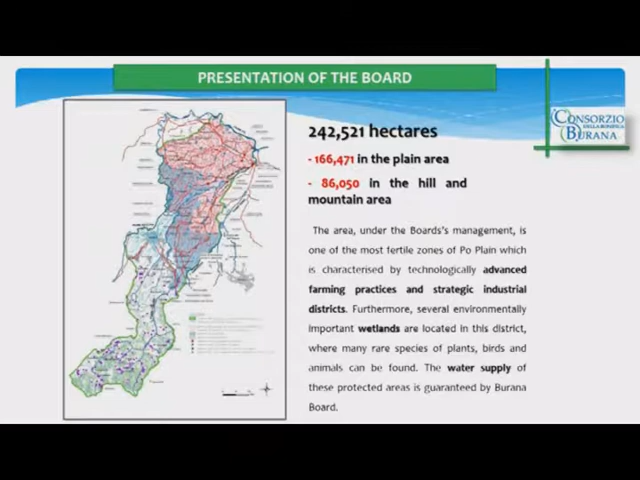 PRESENTATION OF THE BOARD
CONSORZIO
DELLA BONIFICA
BURANA
242,521 hectares
- 166,471 in the plain area
- 86,050 in the hill and
mountain area
The area, under the Boards's management, is
one of the most fertile zones of Po Plain which
is characterised by technologically advanced
farming practices and strategic industrial
districts. Furthermore, several environmentally
important wetlands are located in this district,
where many rare species of plants, birds and
animals can be found. The water supply of
these protected areas is guaranteed by Burana
Board.